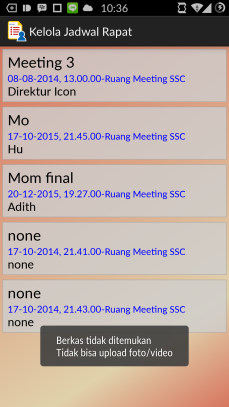 10:36
Kelola Jadwal Rapat
Meeting 3
08-08-2014, 13.00.00-Ruang Meeting SSC
Direktur Icon
Mo
17-10-2015, 21.45.00-Ruang Meeting SSC
Hu
Mom final
20-12-2015, 19.27.00-Ruang Meeting SSC
Adith
none
17-10-2014, 21.41.00-Ruang Meeting SSC
none
none
17-10-2014, 21.43.00-Ruang Meeting SSC
none
Berkas tidak ditemukan
Tidak bisa upload foto/video